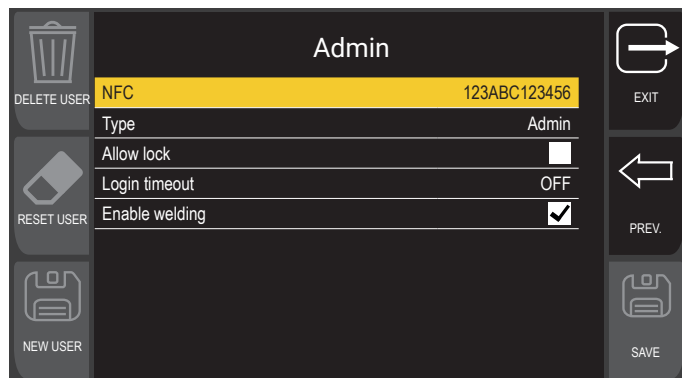 Admin
DELETE USER
NFC 123ABC123456
EXIT
Type Admin
Allow lock
Login timeout OFF
RESET USER
Enable welding
PREV.
NEW USER
SAVE